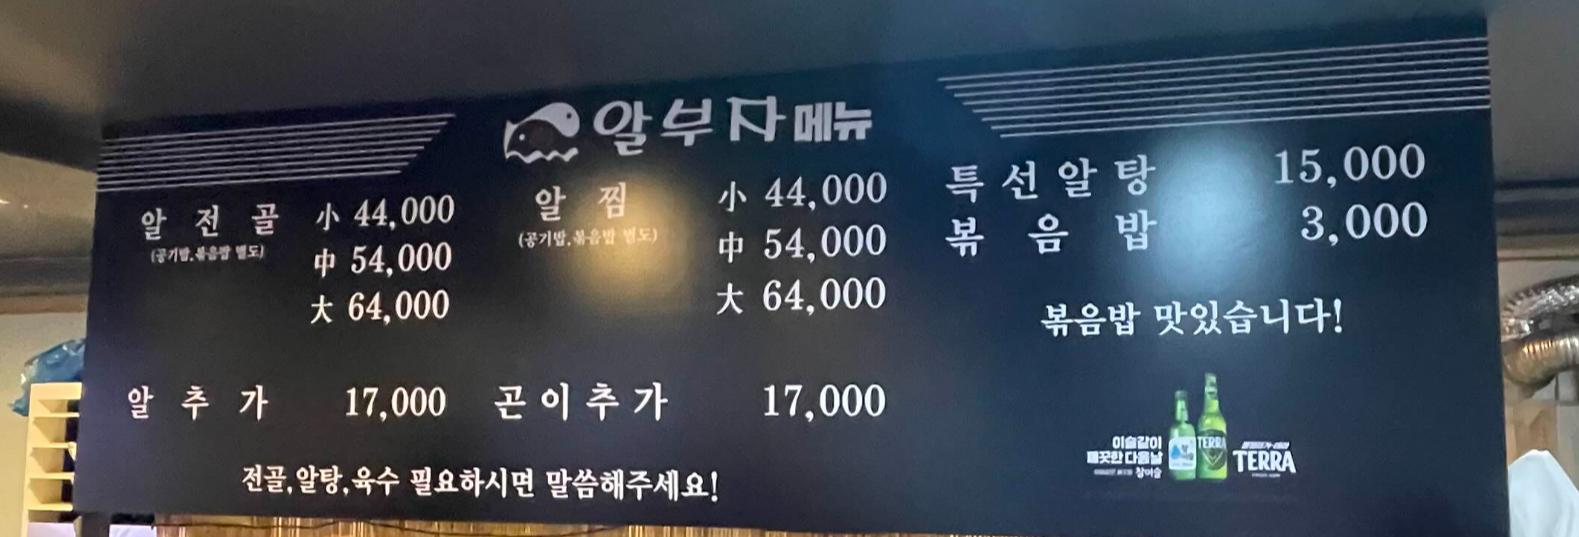 알부자메뉴
알 전 골 小 44,000
(공기밥,볶음밥 별도)
中 54,000
大 64,000
알 찜 小 44,000
(공기밥,볶음밥 별도)
中 54,000
大 64,000
특선알탕 15,000
볶 음 밥 3,000
볶음밥 맛있습니다!
알 추 가 17,000
곤이추가 17,000
전골,알탕,육수 필요하시면 말씀해주세요!
이슬같이
깨끗한 다음날
참이슬
TERRA
TERRA